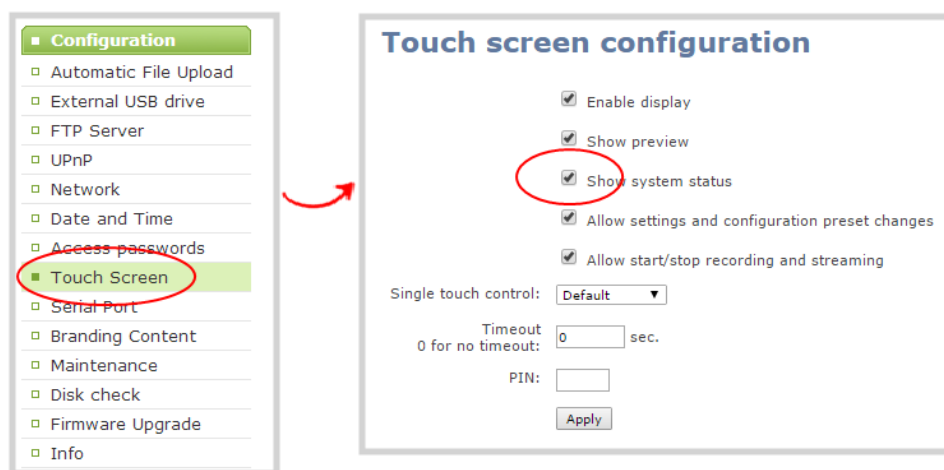 Configuration
Automatic File Upload
External USB drive
FTP Server
UPnP
Network
Date and Time
Access passwords
Touch Screen
Serial Port
Branding Content
Maintenance
Disk check
Firmware Upgrade
Info
Touch screen configuration
Enable display
Show preview
Show system status
Allow settings and configuration preset changes
Allow start/stop recording and streaming
Single touch control: Default
Timeout
0 for no timeout: 0 sec.
PIN:
Apply